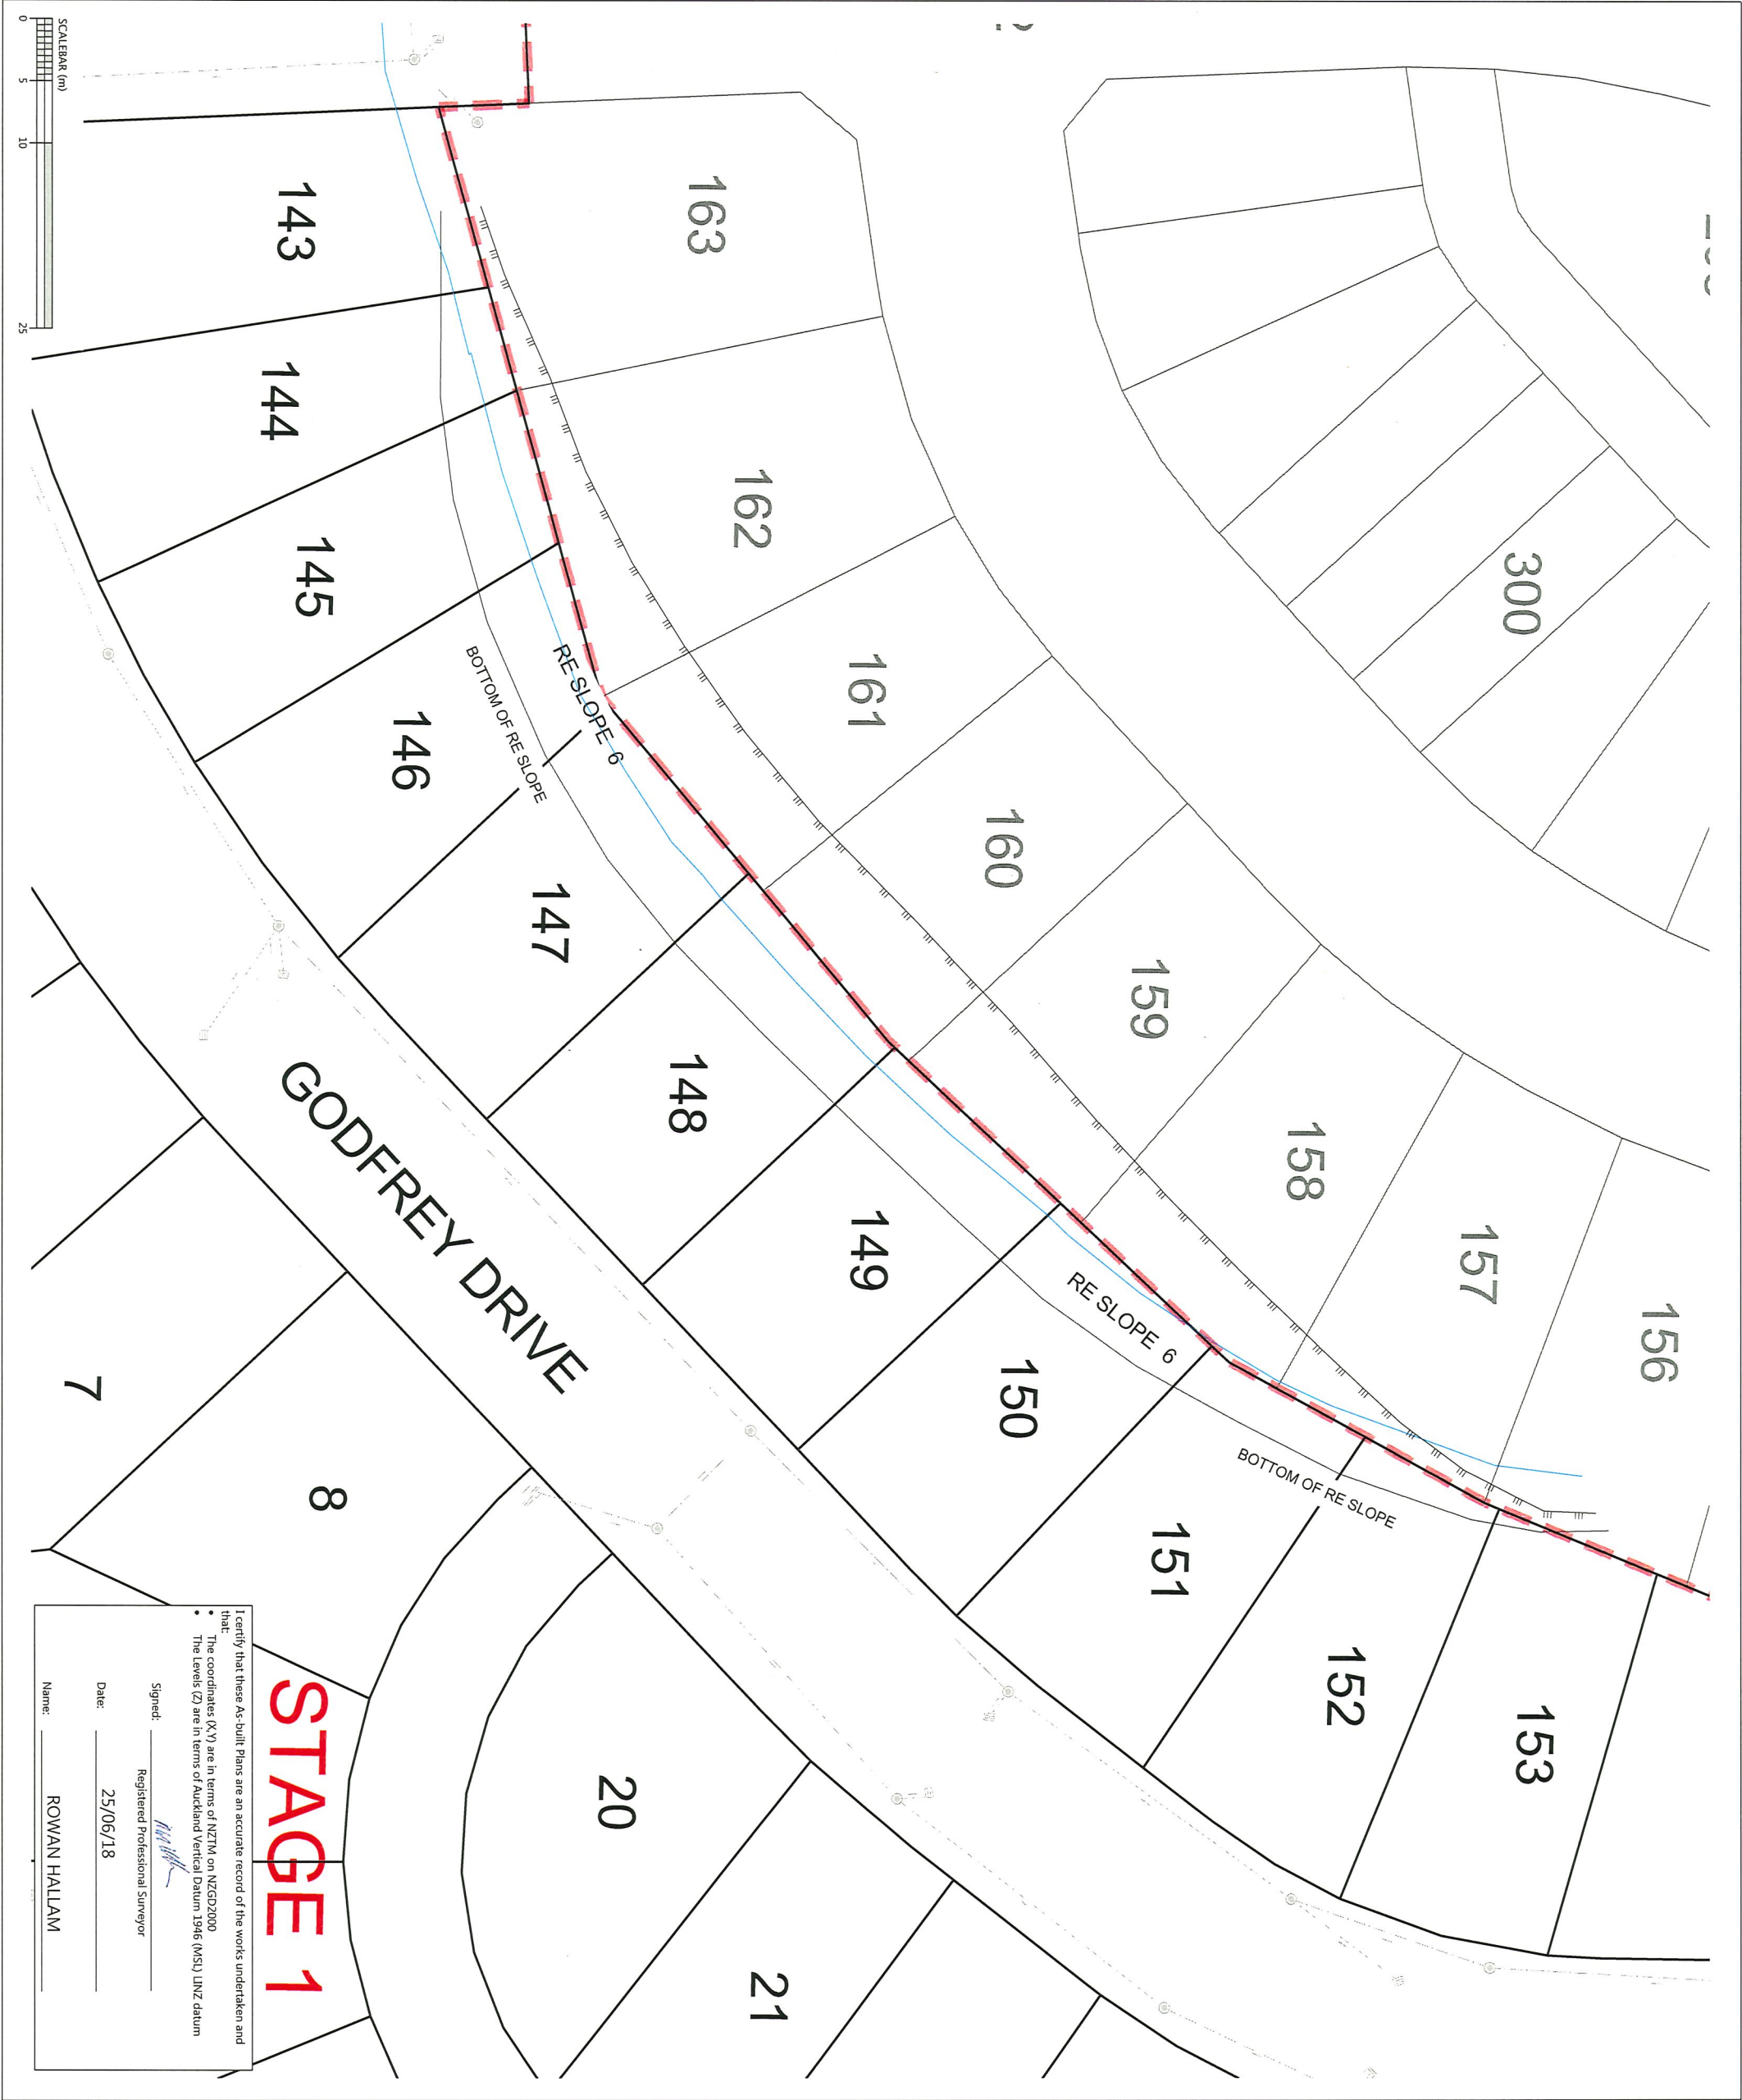 SCALEBAR (m)
0 5 10 25
163
162
161
160
159
158
157
156
300
143
144
145
146
147
148
149
150
151
152
153
RE SLOPE 6
BOTTOM OF RE SLOPE
RE SLOPE 6
BOTTOM OF RE SLOPE
GODFREY DRIVE
7
8
20
21
STAGE 1
I certify that these As-built Plans are an accurate record of the works undertaken and
that:
• The coordinates (X,Y) are in terms of NZTM on NZGD2000
• The Levels (Z) are in terms of Auckland Vertical Datum 1946 (MSL) LINZ datum
Signed:
Registered Professional Surveyor
Date: 25/06/18
Name: ROWAN HALLAM